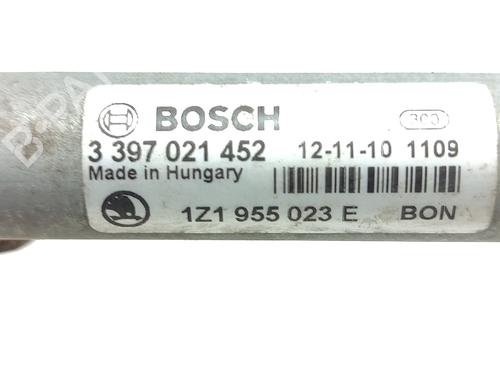 BOSCH
3 397 021 452 12-11-10 1109
Made in Hungary
1Z1 955 023 E BON